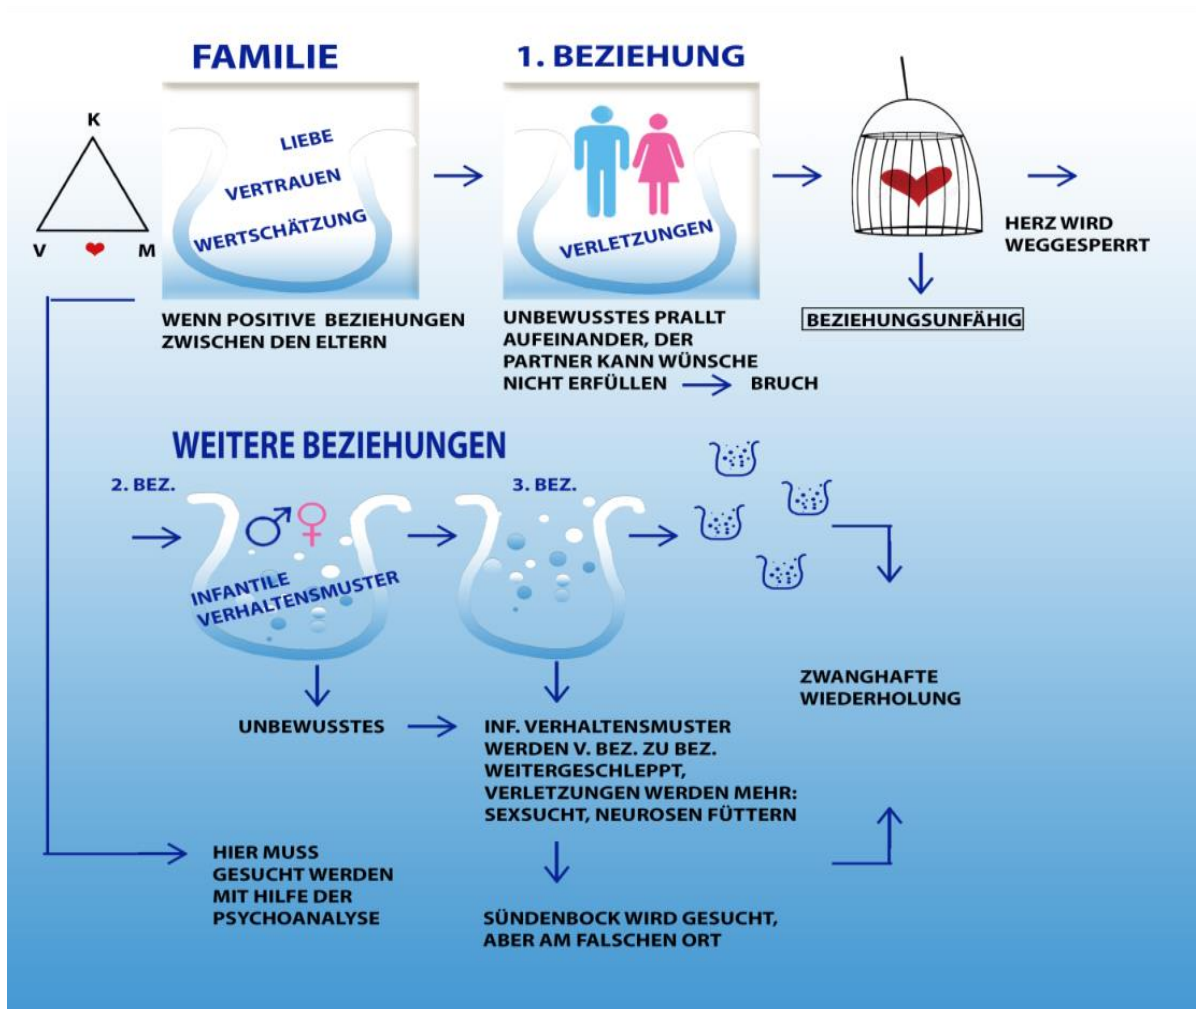 FAMILIE
K
V
M
LIEBE
VERTRAUEN
WERTSCHÄTZUNG
WENN POSITIVE BEZIEHUNGEN
ZWISCHEN DEN ELTERN
1. BEZIEHUNG
VERLETZUNGEN
UNBEWUSSTES PRALLT
AUFEINANDER, DER
PARTNER KANN WÜNSCHE
NICHT ERFÜLLEN
BRUCH
BEZIEHUNGSUNFÄHIG
HERZ WIRD
WEGGESPERRT
WEITERE BEZIEHUNGEN
2. BEZ.
INFANTILE
VERHALTENSMUSTER
UNBEWUSSTES
3. BEZ.
INF. VERHALTENSMUSTER
WERDEN V. BEZ. ZU BEZ.
WEITERGESCHLEPPT,
VERLETZUNGEN WERDEN MEHR:
SEXSUCHT, NEUROSEN FÜTTERN
ZWANGHAFTE
WIEDERHOLUNG
HIER MUSS
GESUCHT WERDEN
MIT HILFE DER
PSYCHOANALYSE
SÜNDENBOCK WIRD GESUCHT,
ABER AM FALSCHEN ORT